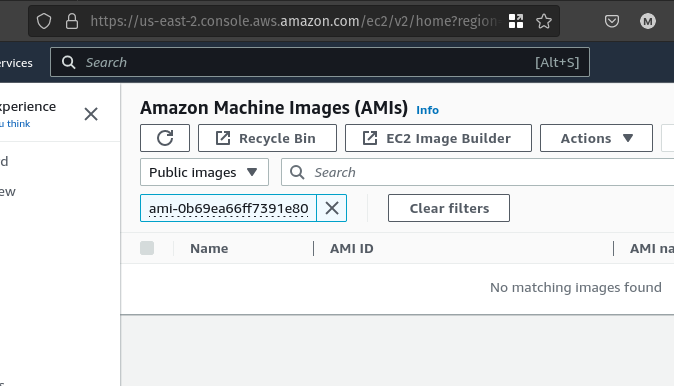 https://us-east-2.console.aws.amazon.com/ec2/v2/home?region
M
ervices
Search
[Alt+S]
xperience
u think
d
ew
s
Amazon Machine Images (AMIs) Info
Recycle Bin
EC2 Image Builder
Actions
Public images
Search
ami-0b69ea66ff7391e80
Clear filters
Name
AMI ID
AMI na
No matching images found